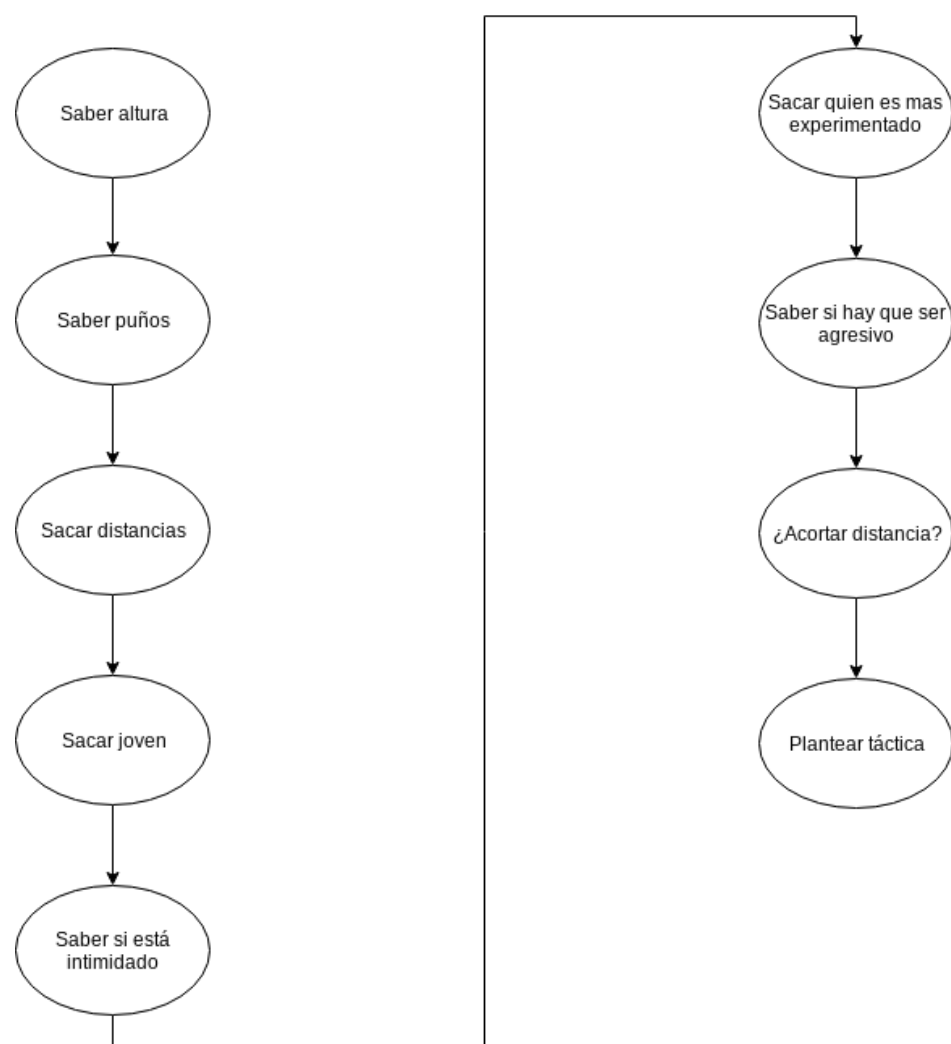 Saber altura
Saber puños
Sacar distancias
Sacar joven
Saber si está
intimidado
Sacar quien es mas
experimentado
Saber si hay que ser
agresivo
¿Acortar distancia?
Plantear táctica